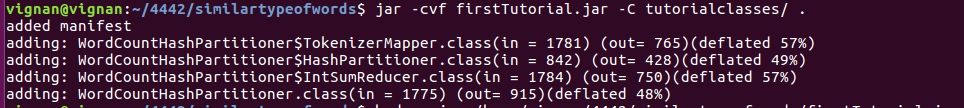 vignan@vignan:~/4442/similartypeofwords$ jar -cvf firstTutorial.jar -C tutorialclasses/ .
added manifest
adding: WordCountHashPartitioner$TokenizerMapper.class(in = 1781) (out= 765)(deflated 57%)
adding: WordCountHashPartitioner$HashPartitioner.class(in = 842) (out= 428)(deflated 49%)
adding: WordCountHashPartitioner$IntSumReducer.class(in = 1784) (out= 750)(deflated 57%)
adding: WordCountHashPartitioner.class(in = 1775) (out= 915)(deflated 48%)